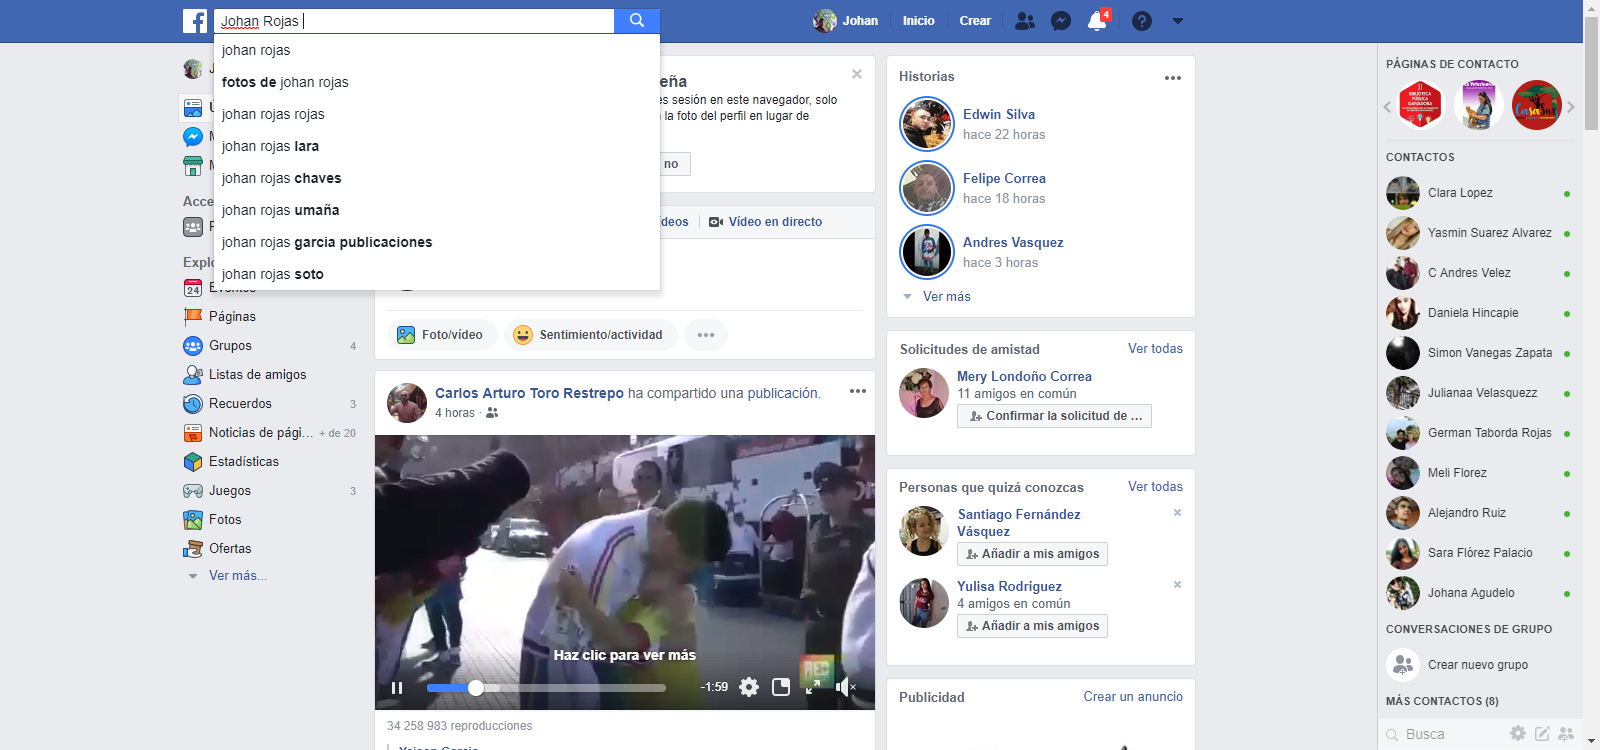 Johan Rojas
Johan
Inicio
Crear
4
johan rojas
fotos de johan rojas
johan rojas rojas
johan rojas lara
johan rojas chaves
johan rojas umaña
johan rojas garcia publicaciones
johan rojas soto
eña
es sesión en este navegador, solo
la foto del perfil en lugar de
no
Acce
Explo
24
Eventos
Páginas
Grupos 4
Listas de amigos
Recuerdos 3
Noticias de pági... + de 20
Estadísticas
Juegos 3
Fotos
Ofertas
Ver más...
ídeos
Vídeo en directo
Foto/vídeo
Sentimiento/actividad
Carlos Arturo Toro Restrepo ha compartido una publicación.
4 horas ·
Haz clic para ver más
-1:59
RED
34 258 983 reproducciones
Historias
Edwin Silva
hace 22 horas
Felipe Correa
hace 18 horas
Andres Vasquez
hace 3 horas
Ver más
Solicitudes de amistad
Ver todas
Mery Londoño Correa
11 amigos en común
Confirmar la solicitud de ...
Personas que quizá conozcas
Ver todas
Santiago Fernández
Vásquez
Añadir a mis amigos
Yulisa Rodríguez
4 amigos en común
Añadir a mis amigos
Publicidad
Crear un anuncio
PÁGINAS DE CONTACTO
BIBLIOTECA
PÚBLICA
GANADORA
CasaSur
CONTACTOS
Clara Lopez
Yasmin Suarez Alvarez
C Andres Velez
Daniela Hincapie
Simon Vanegas Zapata
Julianaa Velasquezz
German Taborda Rojas
Meli Florez
Alejandro Ruiz
Sara Flórez Palacio
Johana Agudelo
CONVERSACIONES DE GRUPO
Crear nuevo grupo
MÁS CONTACTOS (8)
Busca